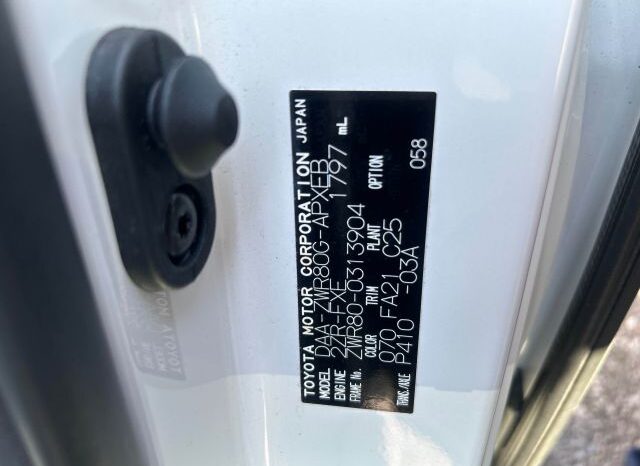 TOYOTA MOTOR CORPORATION JAPAN
MODEL DAA-ZWR80G-APXEB
ENGINE 2ZR-FXE 1797 mL
FRAME No. ZWR80-0313904
COLOR TRIM PLANT OPTION
070 FA21 C25 058
TRANS./AXLE P410 -03A